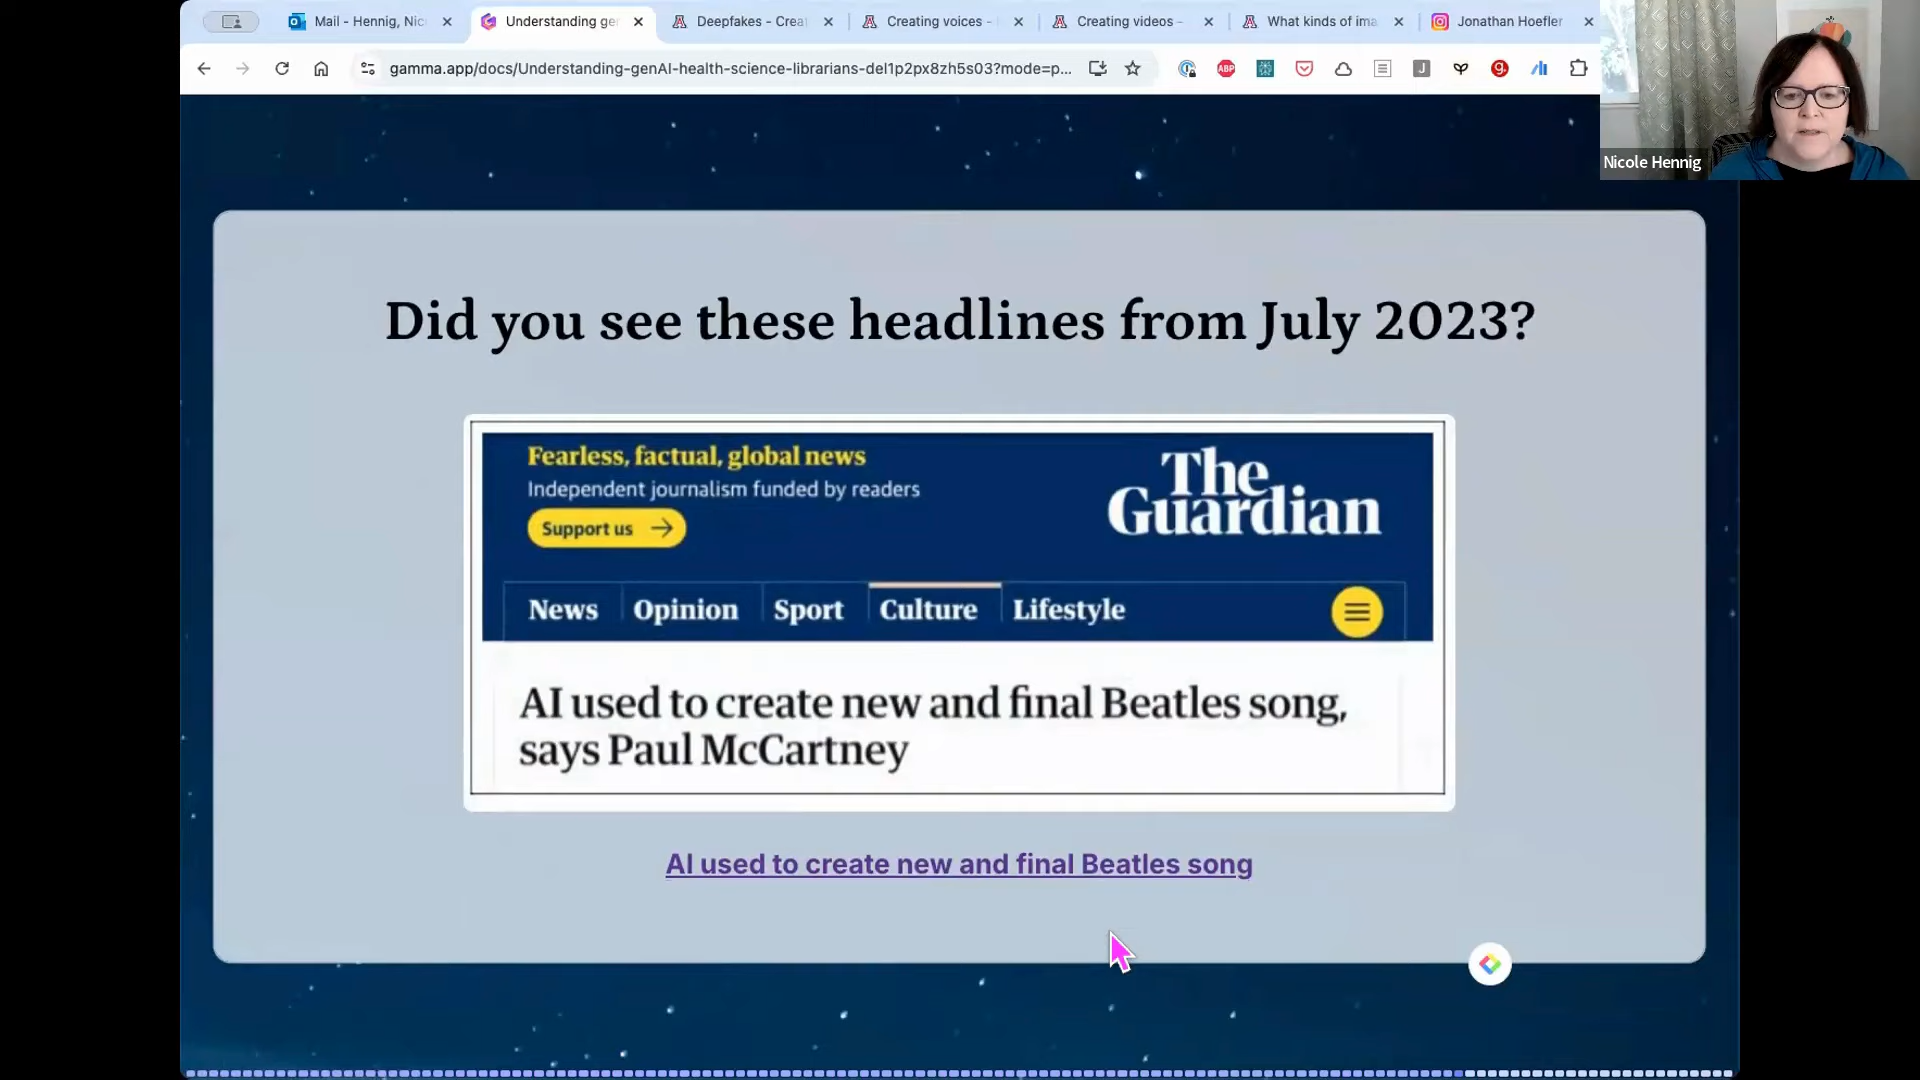 Mail - Hennig, Nic
Understanding gen
Deepfakes - Crea
Creating voices -
Creating videos -
What kinds of ima
Jonathan Hoefler
gamma.app/docs/Understanding-genAI-health-science-librarians-del1p2px8zh5s03?mode=p...
ABP
J
g.
Nicole Hennig
Did you see these headlines from July 2023?
Fearless, factual, global news
Independent journalism funded by readers
Support us
The
Guardian
News
Opinion
Sport
Culture
Lifestyle
AI used to create new and final Beatles song,
says Paul McCartney
AI used to create new and final Beatles song